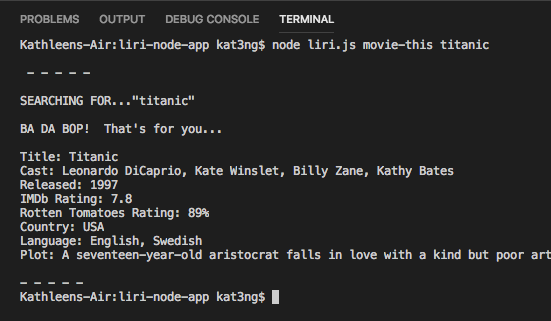 PROBLEMS OUTPUT DEBUG CONSOLE TERMINAL
Kathleens-Air:liri-node-app kat3ng$ node liri.js movie-this titanic
- - - - -
SEARCHING FOR..."titanic"
BA DA BOP!  That's for you...
Title: Titanic
Cast: Leonardo DiCaprio, Kate Winslet, Billy Zane, Kathy Bates
Released: 1997
IMDb Rating: 7.8
Rotten Tomatoes Rating: 89%
Country: USA
Language: English, Swedish
Plot: A seventeen-year-old aristocrat falls in love with a kind but poor art
- - - - -
Kathleens-Air:liri-node-app kat3ng$